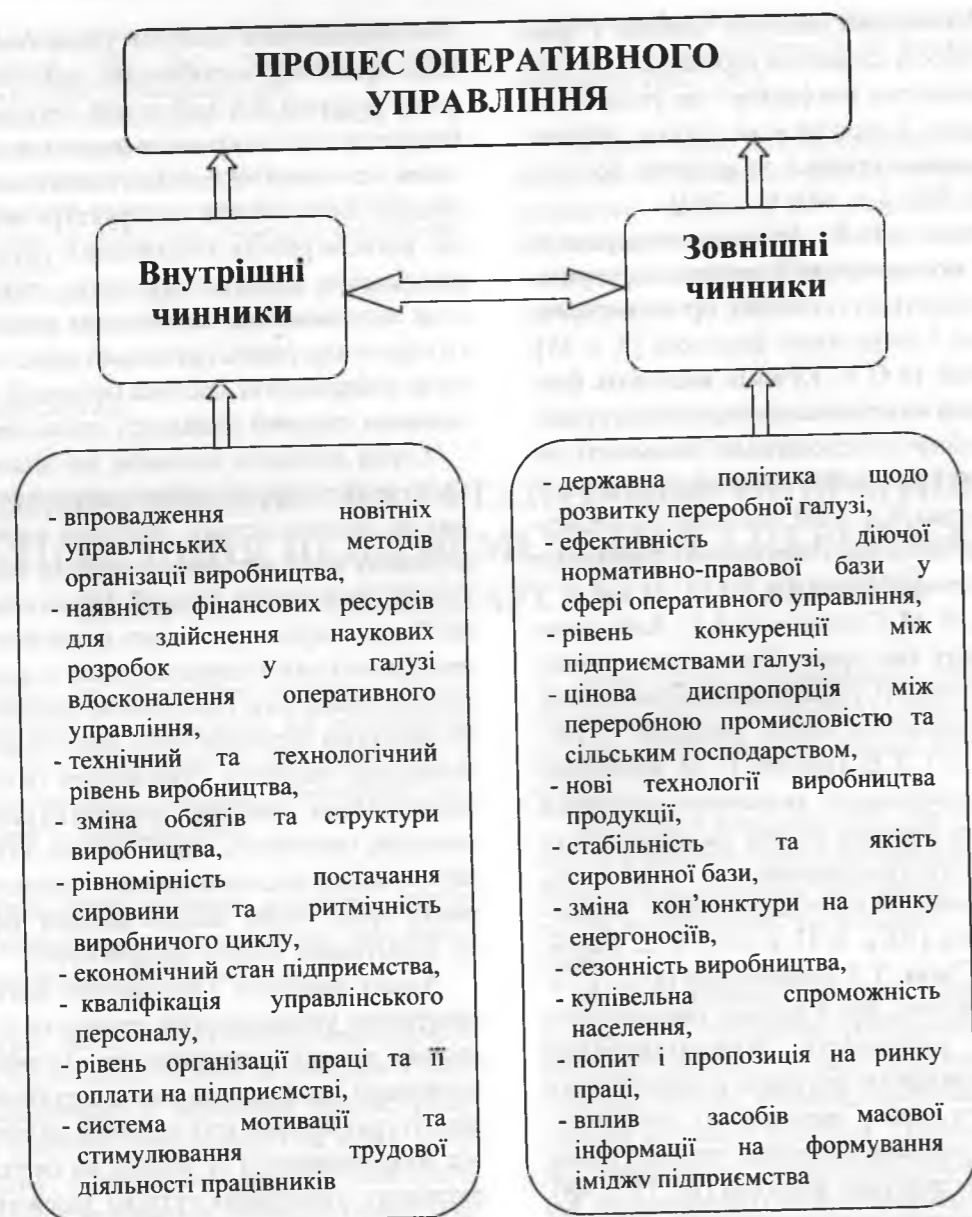 ПРОЦЕС ОПЕРАТИВНОГО
УПРАВЛІННЯ
Внутрішні
чинники
Зовнішні
чинники
- впровадження новітніх
управлінських методів
організації виробництва,
- наявність фінансових ресурсів
для здійснення наукових
розробок у галузі
вдосконалення оперативного
управління,
- технічний та технологічний
рівень виробництва,
- зміна обсягів та структури
виробництва,
- рівномірність постачання
сировини та ритмічність
виробничого циклу,
- економічний стан підприємства,
- кваліфікація управлінського
персоналу,
- рівень організації праці та її
оплати на підприємстві,
- система мотивації та
стимулювання трудової
діяльності працівників
- державна політика щодо
розвитку переробної галузі,
- ефективність діючої
нормативно-правової бази у
сфері оперативного управління,
- рівень конкуренції між
підприємствами галузі,
- цінова диспропорція між
переробною промисловістю та
сільським господарством,
- нові технології виробництва
продукції,
- стабільність та якість
сировинної бази,
- зміна кон’юнктури на ринку
енергоносіїв,
- сезонність виробництва,
- купівельна спроможність
населення,
- попит і пропозиція на ринку
праці,
- вплив засобів масової
інформації на формування
іміджу підприємства